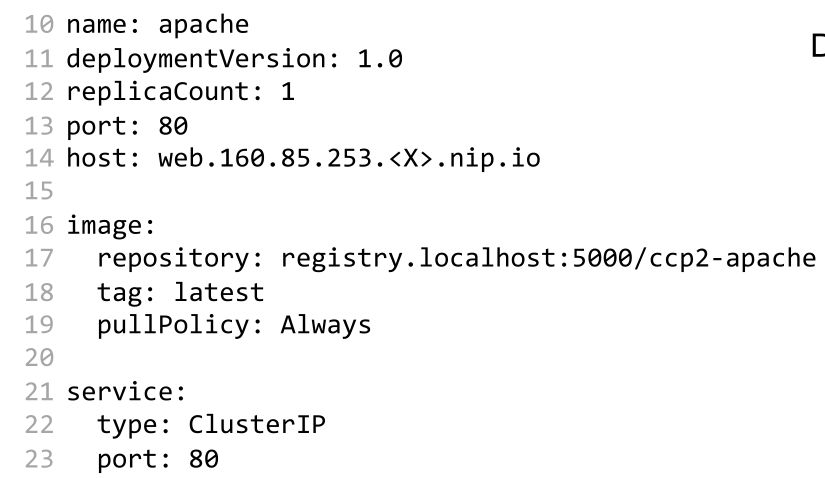 10 name: apache
11 deploymentVersion: 1.0
12 replicaCount: 1
13 port: 80
14 host: web.160.85.253.<X>.nip.io
15
16 image:
17   repository: registry.localhost:5000/ccp2-apache
18   tag: latest
19   pullPolicy: Always
20
21 service:
22   type: ClusterIP
23   port: 80